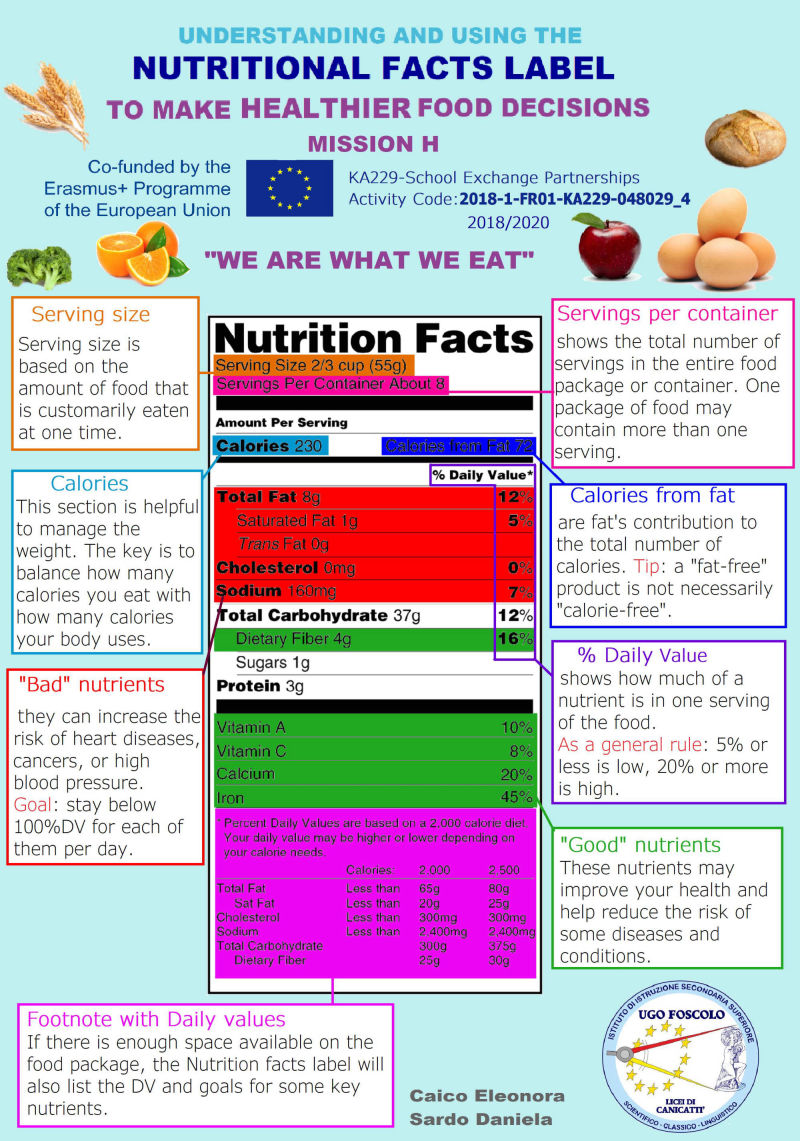 UNDERSTANDING AND USING THE
NUTRITIONAL FACTS LABEL
TO MAKE HEALTHIER FOOD DECISIONS
MISSION H
Co-funded by the
Erasmus+ Programme
of the European Union
KA229-School Exchange Partnerships
Activity Code:2018-1-FR01-KA229-048029_4
2018/2020
"WE ARE WHAT WE EAT"
Serving size
Serving size is
based on the
amount of food that
is customarily eaten
at one time.
Calories
This section is helpful
to manage the
weight. The key is to
balance how many
calories you eat with
how many calories
your body uses.
"Bad" nutrients
they can increase the
risk of heart diseases,
cancers, or high
blood pressure.
Goal: stay below
100%DV for each of
them per day.
Nutrition Facts
Serving Size 2/3 cup (55g)
Servings Per Container About 8
Amount Per Serving
Calories 230 Calories from Fat 72
% Daily Value*
Total Fat 8g 12%
Saturated Fat 1g 5%
Trans Fat 0g
Cholesterol 0mg 0%
Sodium 160mg 7%
Total Carbohydrate 37g 12%
Dietary Fiber 4g 16%
Sugars 1g
Protein 3g
Vitamin A 10%
Vitamin C 8%
Calcium 20%
Iron 45%
* Percent Daily Values are based on a 2,000 calorie diet.
Your daily value may be higher or lower depending on
your calorie needs.
Calories: 2,000 2,500
Total Fat Less than 65g 80g
Sat Fat Less than 20g 25g
Cholesterol Less than 300mg 300mg
Sodium Less than 2,400mg 2,400mg
Total Carbohydrate 300g 375g
Dietary Fiber 25g 30g
Servings per container
shows the total number of
servings in the entire food
package or container. One
package of food may
contain more than one
serving.
Calories from fat
are fat's contribution to
the total number of
calories. Tip: a "fat-free"
product is not necessarily
"calorie-free".
% Daily Value
shows how much of a
nutrient is in one serving
of the food.
As a general rule: 5% or
less is low, 20% or more
is high.
"Good" nutrients
These nutrients may
improve your health and
help reduce the risk of
some diseases and
conditions.
Footnote with Daily values
If there is enough space available on the
food package, the Nutrition facts label will
also list the DV and goals for some key
nutrients.
Caico Eleonora
Sardo Daniela
ISTITUTO DI ISTRUZIONE SECONDARIA SUPERIORE
UGO FOSCOLO
LICEI DI
CANICATTI'
SCIENTIFICO - CLASSICO - LINGUISTICO